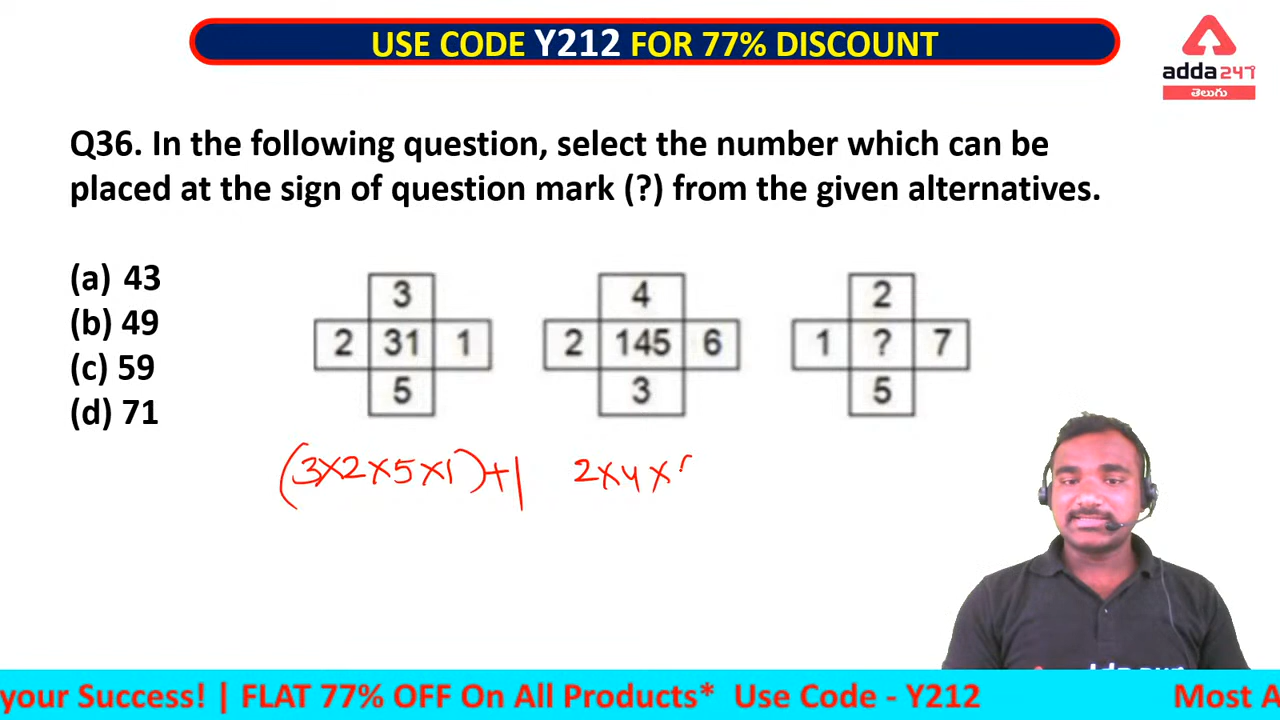 USE CODE Y212 FOR 77% DISCOUNT
adda247
తెలుగు
Q36. In the following question, select the number which can be
placed at the sign of question mark (?) from the given alternatives.
(a) 43
(b) 49
(c) 59
(d) 71
3
2 31 1
5
4
2 145 6
3
2
1 ? 7
5
(3×2×5×1)+1
2×4×
your Success! | FLAT 77% OFF On All Products* Use Code - Y212 Most A